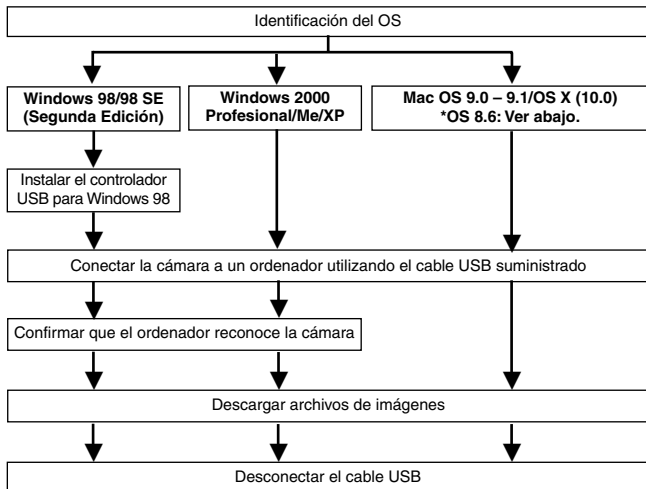 Identificación del OS
Windows 98/98 SE
(Segunda Edición)
Windows 2000
Profesional/Me/XP
Mac OS 9.0 – 9.1/OS X (10.0)
*OS 8.6: Ver abajo.
Instalar el controlador
USB para Windows 98
Conectar la cámara a un ordenador utilizando el cable USB suministrado
Confirmar que el ordenador reconoce la cámara
Descargar archivos de imágenes
Desconectar el cable USB